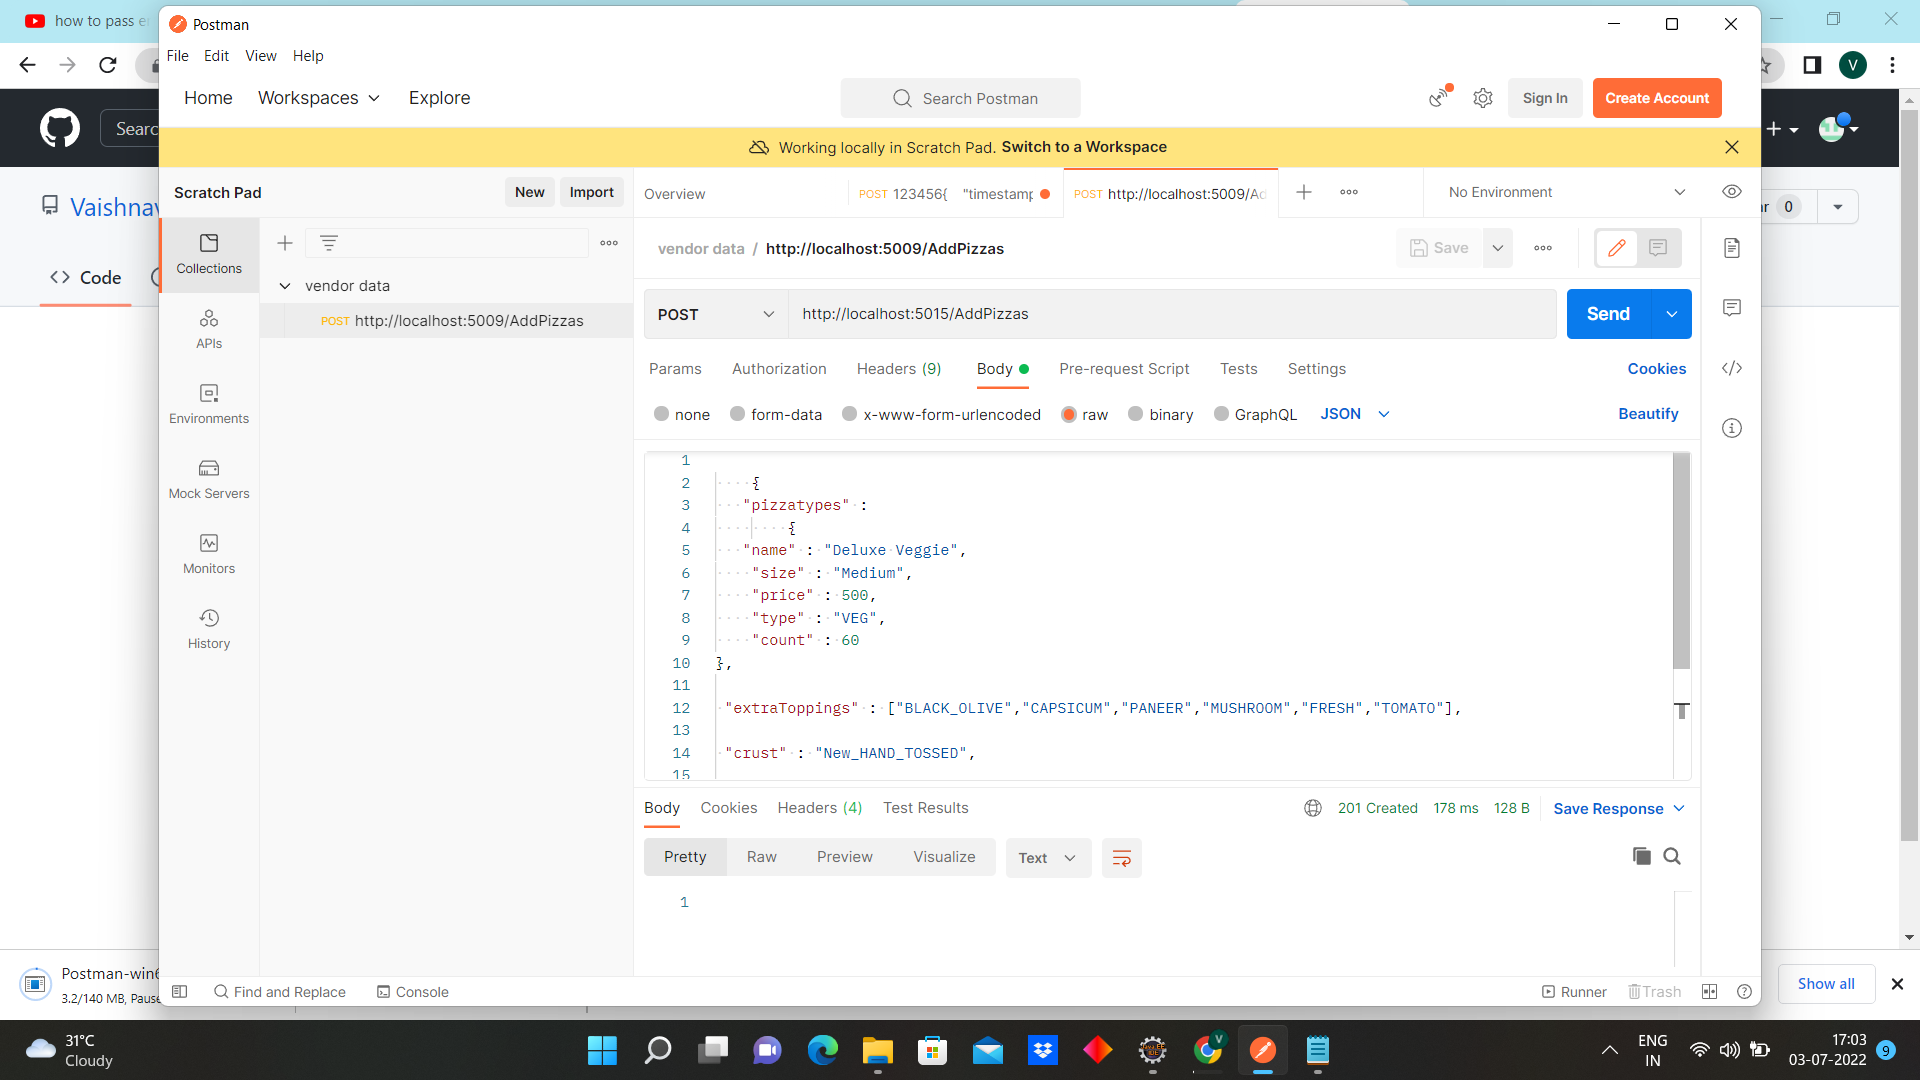 how to pass e
Postman
File Edit View Help
Home Workspaces Explore
Search Postman
Sign In
Create Account
V
Searc
Working locally in Scratch Pad. Switch to a Workspace
Scratch Pad
New
Import
Overview
POST 123456{ "timestamp
POST http://localhost:5009/Ad
No Environment
Vaishnav
ar 0
Collections
vendor data / http://localhost:5009/AddPizzas
Save
Code
vendor data
POST http://localhost:5009/AddPizzas
POST
http://localhost:5015/AddPizzas
Send
APIs
Params Authorization Headers (9) Body Pre-request Script Tests Settings Cookies
Environments
none form-data x-www-form-urlencoded raw binary GraphQL JSON Beautify
Mock Servers
Monitors
History
1
2 {
3 "pizzatypes" :
4 {
5 "name" : "Deluxe Veggie",
6 "size" : "Medium",
7 "price" : 500,
8 "type" : "VEG",
9 "count" : 60
10 },
11
12 "extraToppings" : ["BLACK_OLIVE","CAPSICUM","PANEER","MUSHROOM","FRESH","TOMATO"],
13
14 "crust" : "New_HAND_TOSSED",
15
Body Cookies Headers (4) Test Results
201 Created 178 ms 128 B Save Response
Pretty Raw Preview Visualize Text
1
Postman-win6
3.2/140 MB, Pause
Find and Replace Console
Runner Trash
Show all
31°C
Cloudy
V
ENG
IN
17:03
03-07-2022
9